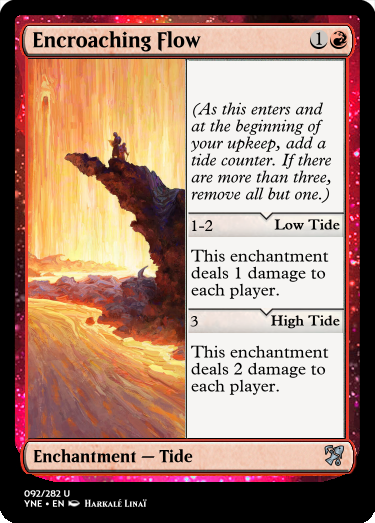 Encroaching Flow 1R
(As this enters and
at the beginning of
your upkeep, add a
tide counter. If there
are more than three,
remove all but one.)
1-2 Low Tide
This enchantment
deals 1 damage to
each player.
3 High Tide
This enchantment
deals 2 damage to
each player.
Enchantment — Tide
092/282 U
YNE • EN Harkalé Linaï